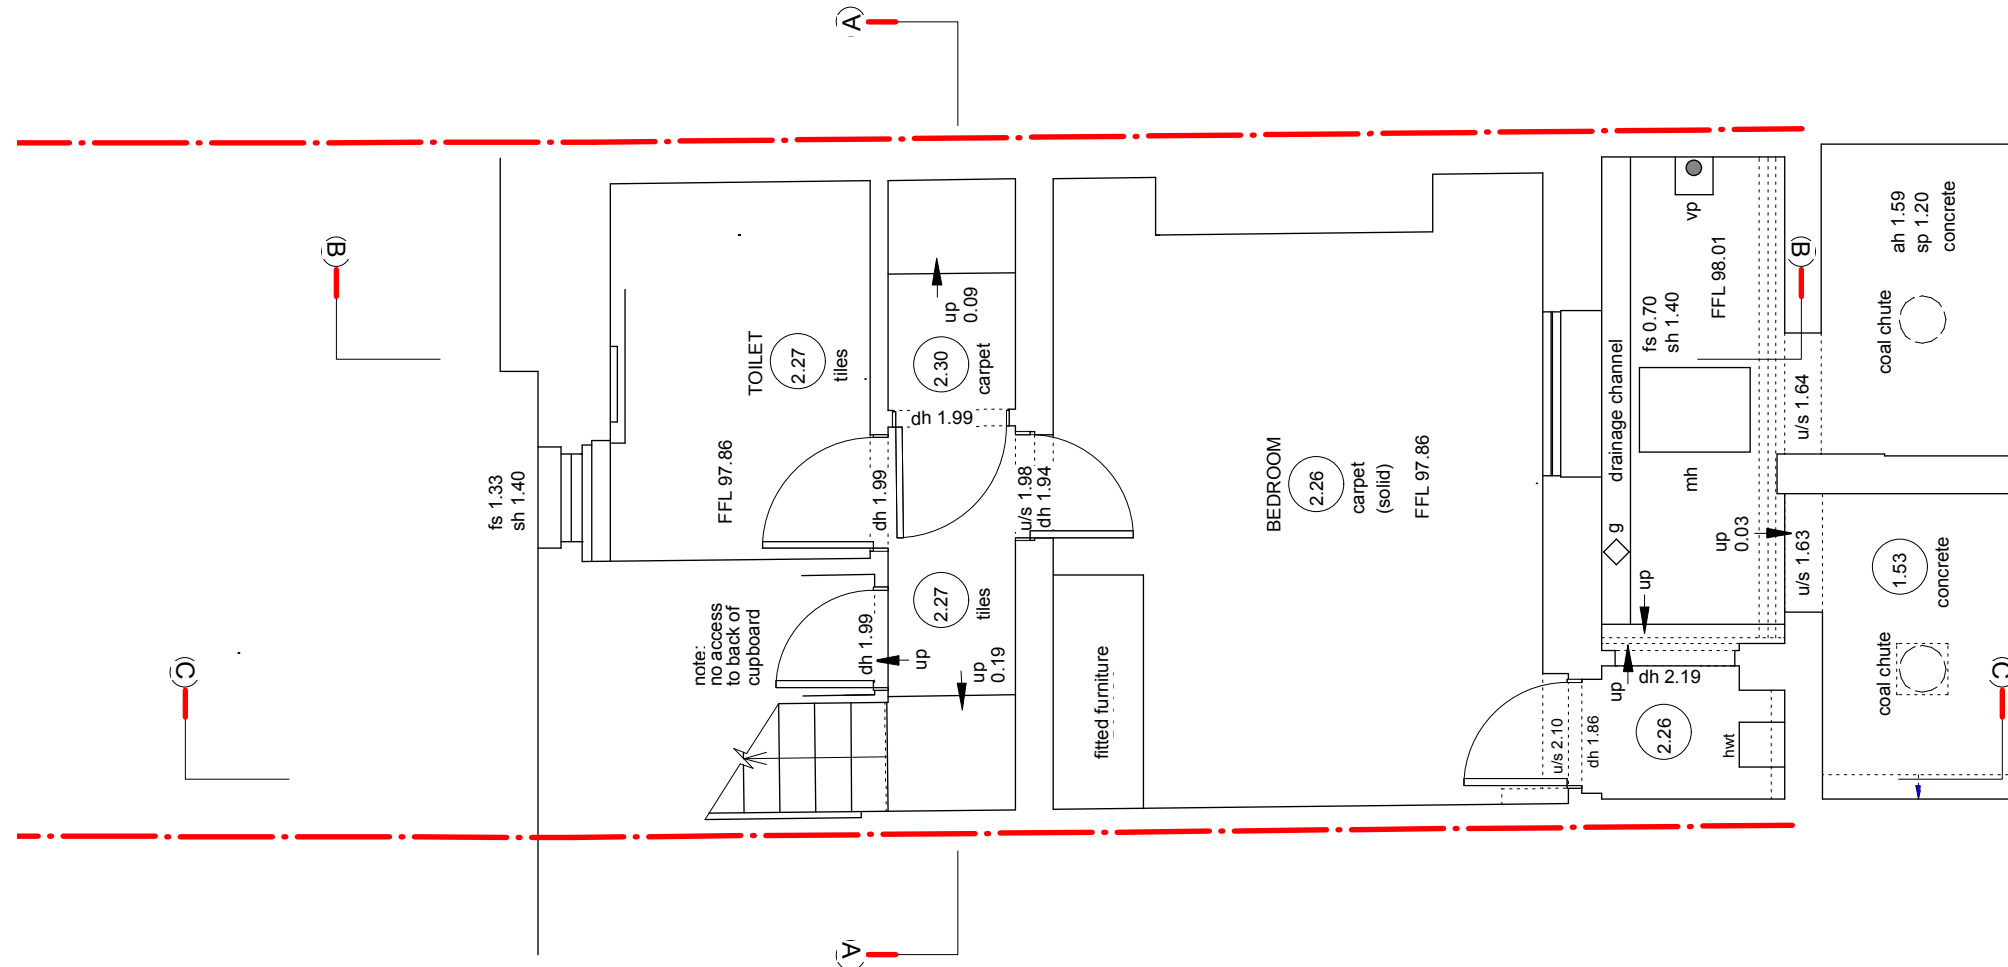 A
B
C
fs 1.33
sh 1.40
TOILET
2.27
tiles
FFL 97.86
note:
no access
to back of
cupboard
dh 1.99
up
dh 1.99
up
0.09
2.30
carpet
dh 1.99
2.27
tiles
up
0.19
u/s 1.98
dh 1.94
fitted furniture
BEDROOM
2.26
carpet
(solid)
FFL 97.86
u/s 2.10
dh 1.86
drainage channel
g
fs 0.70
sh 1.40
vp
FFL 98.01
mh
up
up
dh 2.19
2.26
hwt
up
0.03
u/s 1.64
u/s 1.63
B
ah 1.59
sp 1.20
concrete
coal chute
1.53
concrete
coal chute
C
A